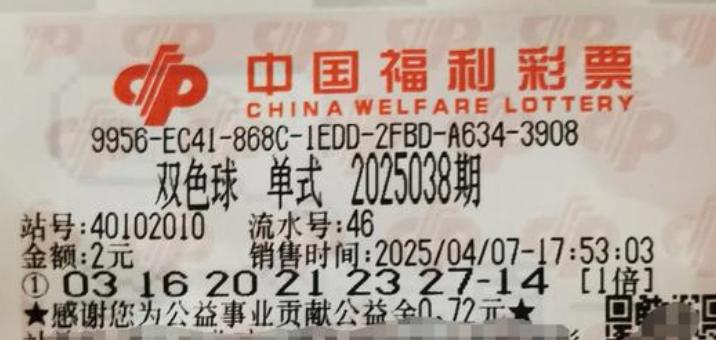 中国福利彩票
CHINA WELFARE LOTTERY
9956-EC41-868C-1EDD-2FBD-A634-3908
双色球 单式 2025038期
站号:40102010 流水号:46
金额:2元 销售时间:2025/04/07-17:53:03
① 03 16 20 21 23 27-14 [1倍]
★感谢您为公益事业贡献公益金0.72元★